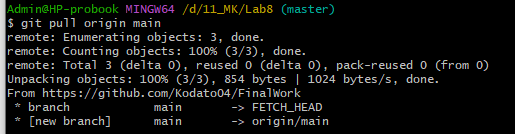 Admin@HP-probook MINGW64 /d/11_MK/Lab8 (master)
$ git pull origin main
remote: Enumerating objects: 3, done.
remote: Counting objects: 100% (3/3), done.
remote: Total 3 (delta 0), reused 0 (delta 0), pack-reused 0 (from 0)
Unpacking objects: 100% (3/3), 854 bytes | 1024 bytes/s, done.
From https://github.com/Kodato04/FinalWork
 * branch            main       -> FETCH_HEAD
 * [new branch]      main       -> origin/main